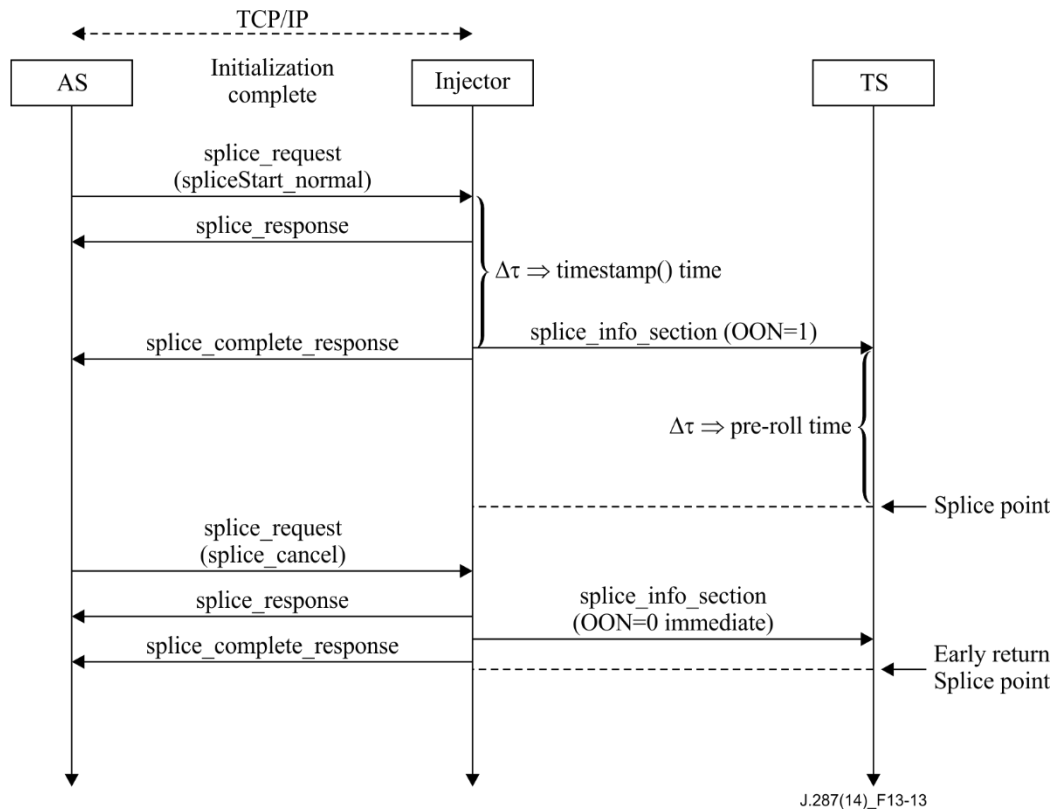 TCP/IP
AS
Initialization
complete
Injector
TS
splice_request
(spliceStart_normal)
splice_response
Δτ ⇒ timestamp() time
splice_info_section (OON=1)
splice_complete_response
Δτ ⇒ pre-roll time
Splice point
splice_request
(splice_cancel)
splice_response
splice_info_section
(OON=0 immediate)
splice_complete_response
Early return
Splice point
J.287(14)_F13-13